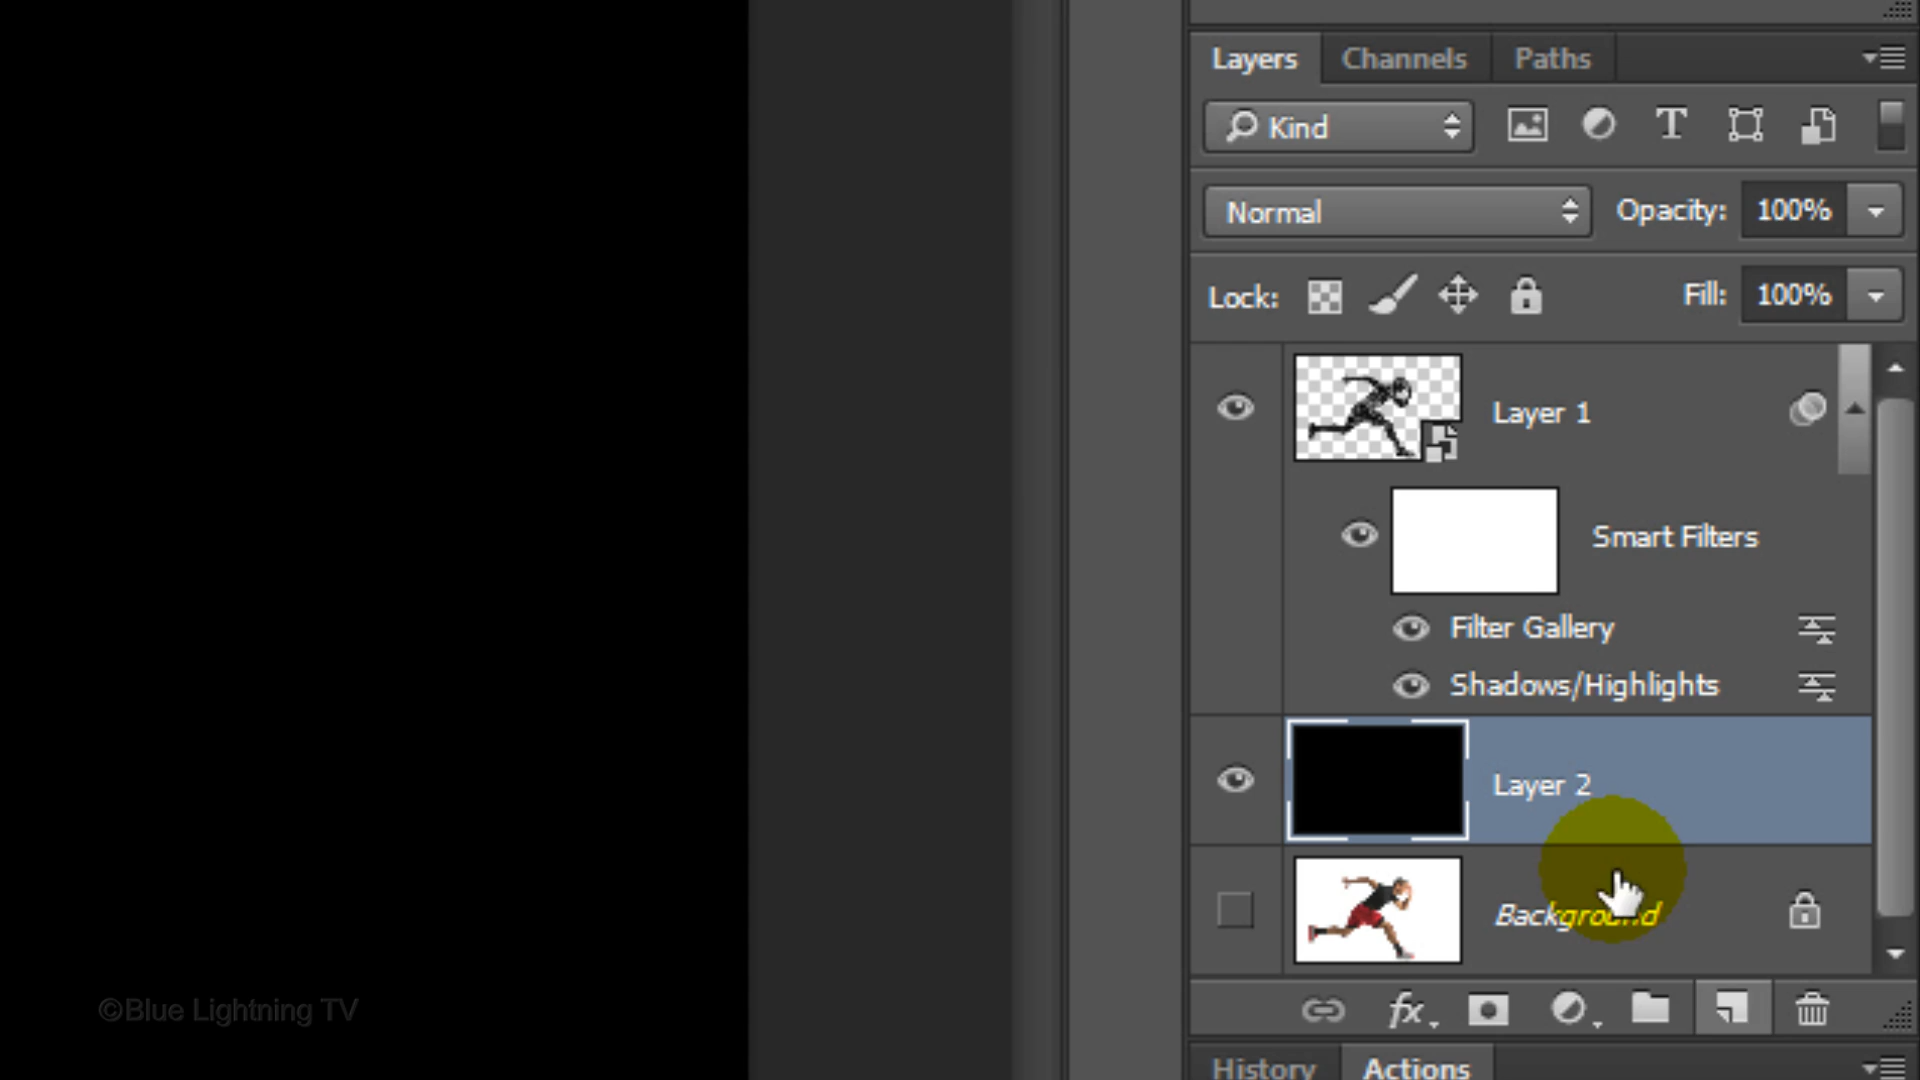 Layers Channels Paths
Kind
T
Normal Opacity: 100%
Lock: Fill: 100%
Layer 1
Smart Filters
Filter Gallery
Shadows/Highlights
Layer 2
Background
©Blue Lightning TV
fx
History Actions